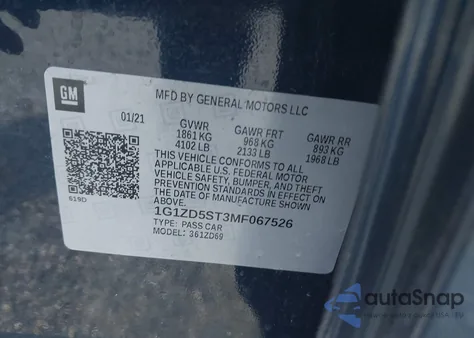 GM
MFD BY GENERAL MOTORS LLC
01/21
GVWR GAWR FRT GAWR RR
1861 KG 968 KG 893 KG
4102 LB 2133 LB 1968 LB
THIS VEHICLE CONFORMS TO ALL
APPLICABLE U.S. FEDERAL MOTOR
VEHICLE SAFETY, BUMPER, AND THEFT
PREVENTION STANDARDS IN EFFECT ON
THE DATE OF MANUFACTURE SHOWN
ABOVE.
819D
1G1ZD5ST3MF067526
TYPE: PASS CAR
MODEL: 361ZD69
autoSnap